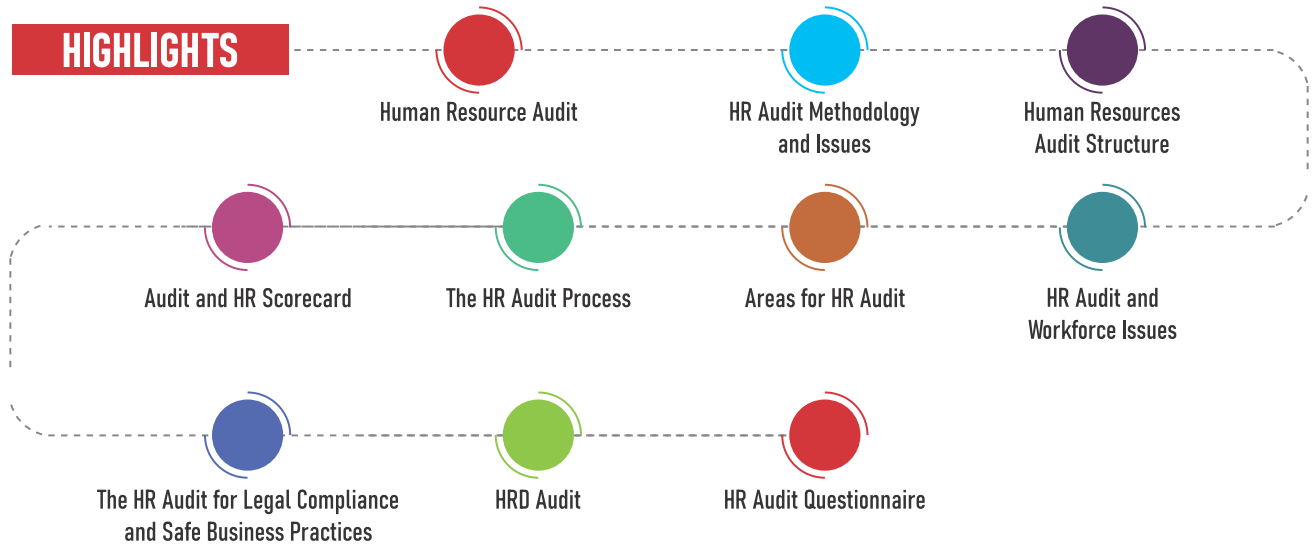 HIGHLIGHTS
Human Resource Audit
HR Audit Methodology
and Issues
Human Resources
Audit Structure
HR Audit and
Workforce Issues
Areas for HR Audit
The HR Audit Process
Audit and HR Scorecard
The HR Audit for Legal Compliance
and Safe Business Practices
HRD Audit
HR Audit Questionnaire